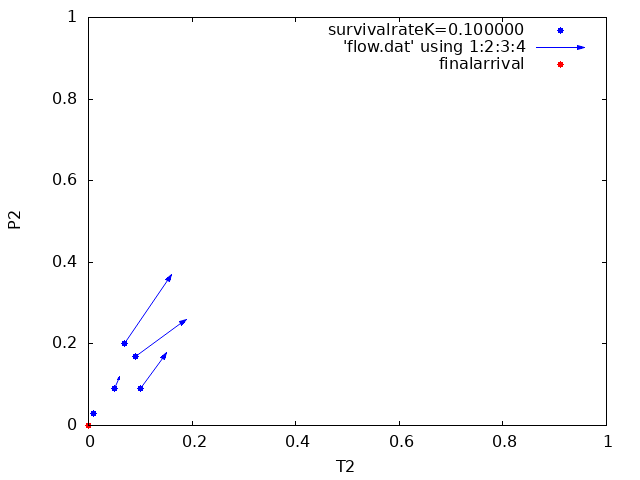 survivalrateK=0.100000
'flow.dat' using 1:2:3:4
finalarrival
1
0.8
0.6
0.4
0.2
0
P2
0 0.2 0.4 0.6 0.8 1
T2